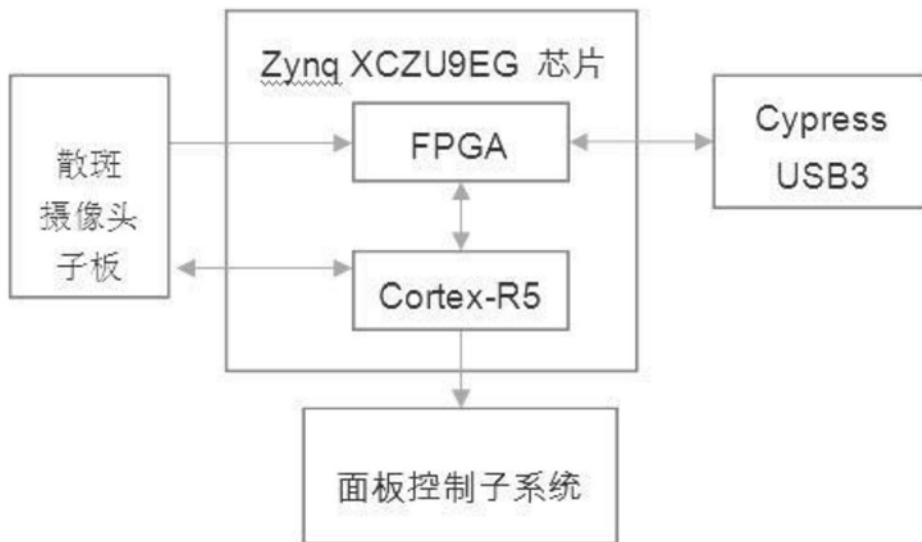 Zynq XCZU9EG 芯片
FPGA
Cortex-R5
散斑
摄像头
子板
Cypress
USB3
面板控制子系统